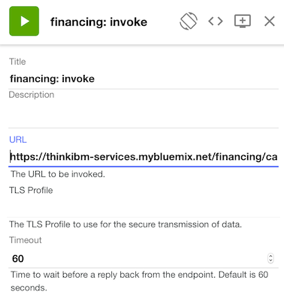 financing: invoke
Title
financing: invoke
Description
URL
https://thinkibm-services.mybluemix.net/financing/ca
The URL to be invoked.
TLS Profile
The TLS Profile to use for the secure transmission of data.
Timeout
60
Time to wait before a reply back from the endpoint. Default is 60
seconds.